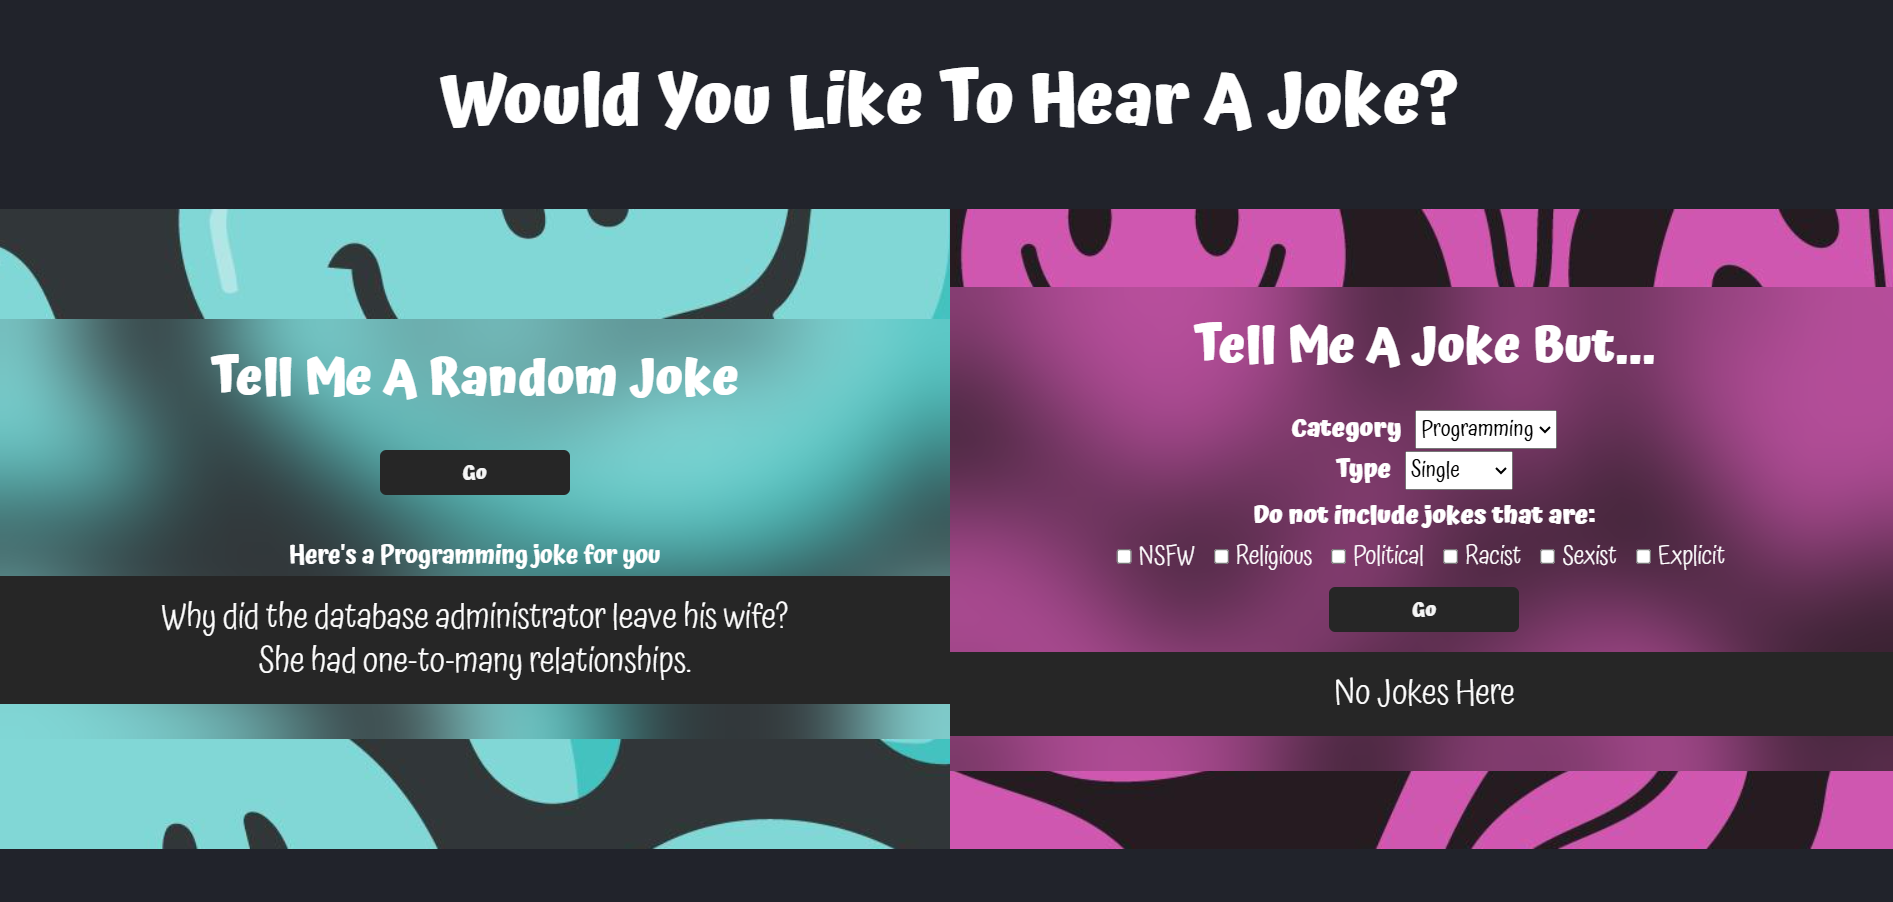 Would You Like To Hear A Joke?
Tell Me A Random Joke
Go
Here's a Programming joke for you
Why did the database administrator leave his wife?
She had one-to-many relationships.
Tell Me A Joke But...
Category Programming
Type Single
Do not include jokes that are:
NSFW Religious Political Racist Sexist Explicit
Go
No Jokes Here